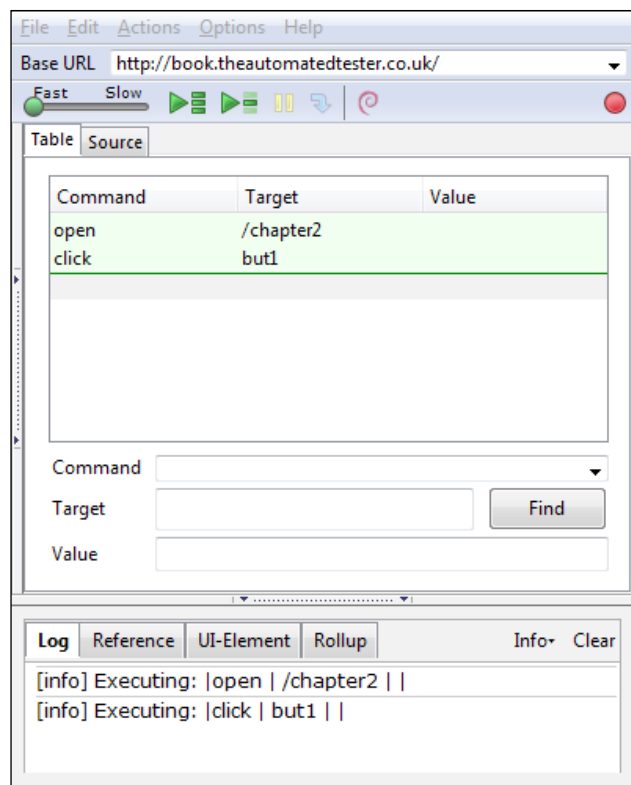 File Edit Actions Options Help
Base URL http://book.theautomatedtester.co.uk/
Fast Slow
Table Source
Command Target Value
open /chapter2
click but1
Command
Target Find
Value
Log Reference UI-Element Rollup Info Clear
[info] Executing: |open | /chapter2 | |
[info] Executing: |click | but1 | |